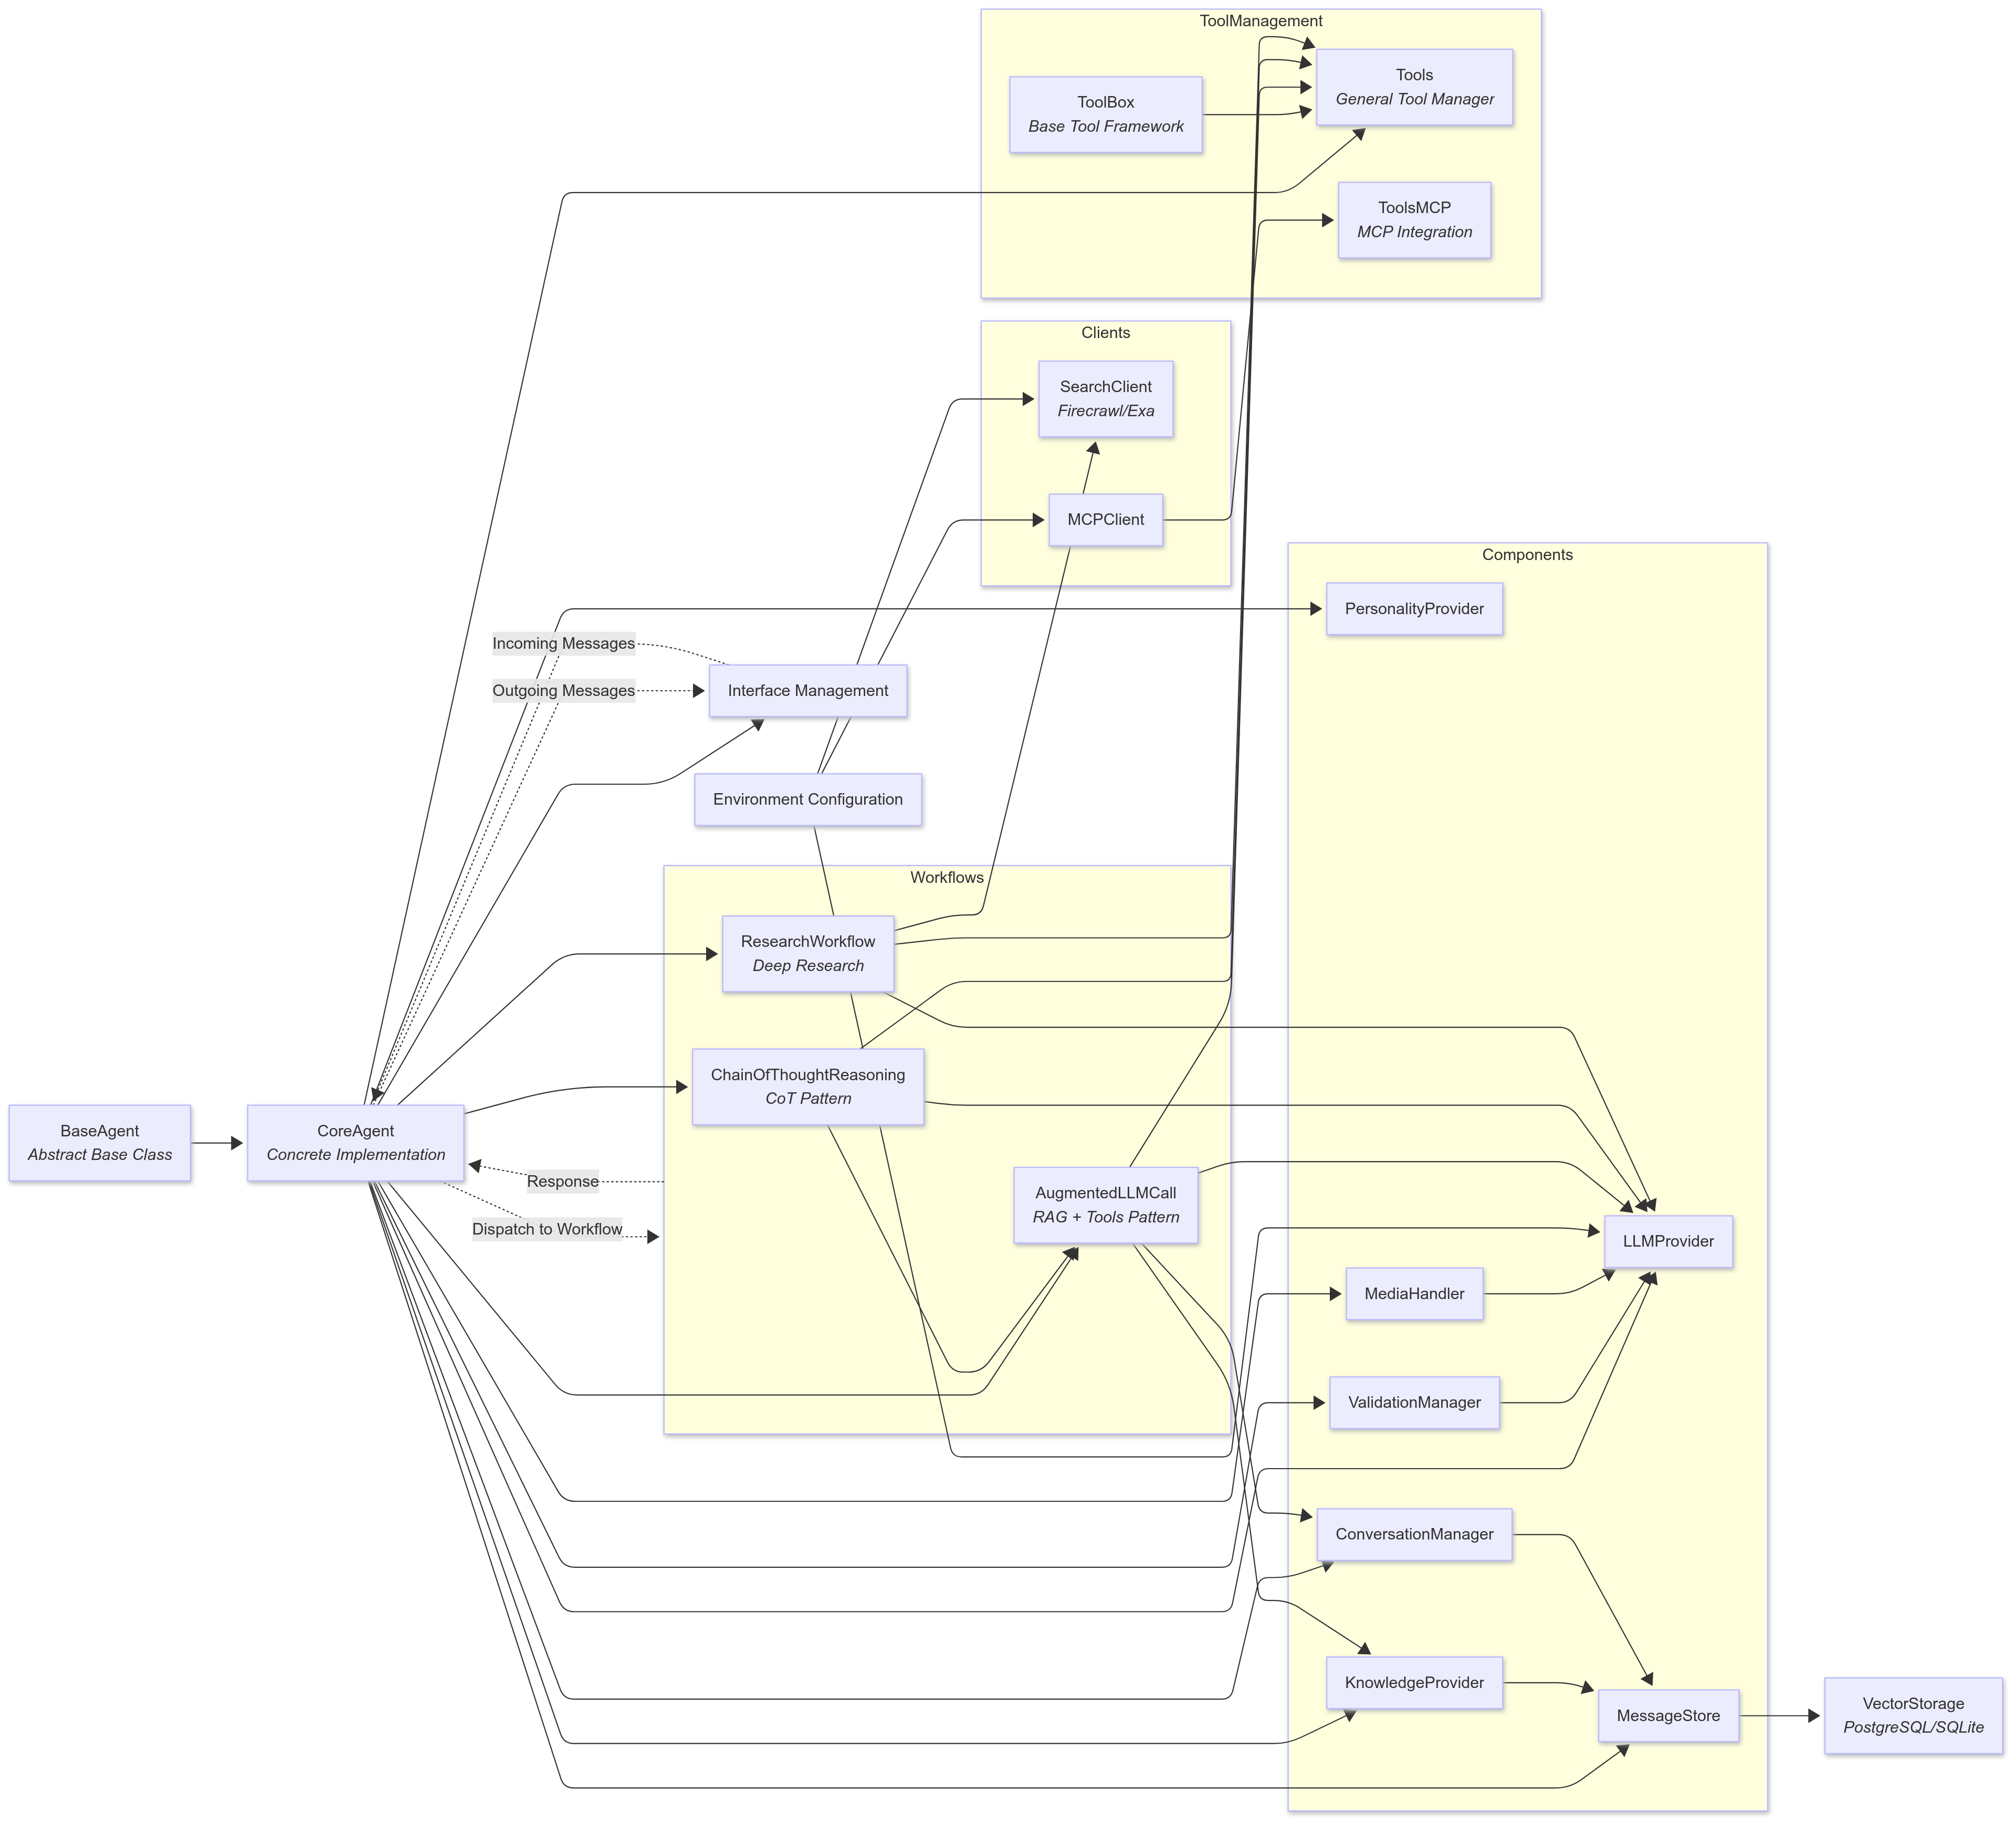 ToolManagement
ToolBox
Base Tool Framework
Tools
General Tool Manager
ToolsMCP
MCP Integration
Clients
SearchClient
Firecrawl/Exa
MCPClient
Components
PersonalityProvider
Incoming Messages
Outgoing Messages
Interface Management
Environment Configuration
Workflows
ResearchWorkflow
Deep Research
ChainOfThoughtReasoning
CoT Pattern
BaseAgent
Abstract Base Class
CoreAgent
Concrete Implementation
Response
Dispatch to Workflow
AugmentedLLMCall
RAG + Tools Pattern
LLMProvider
MediaHandler
ValidationManager
ConversationManager
KnowledgeProvider
MessageStore
VectorStorage
PostgreSQL/SQLite